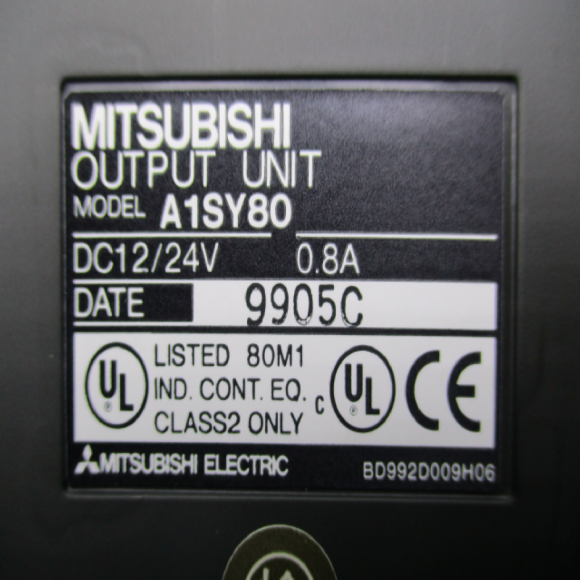 MITSUBISHI
OUTPUT UNIT
MODEL A1SY80
DC12/24V 0.8A
DATE 9905C
UL LISTED 80M1
IND. CONT. EQ.
CLASS2 ONLY
c UL CE
MITSUBISHI ELECTRIC BD992D009H06